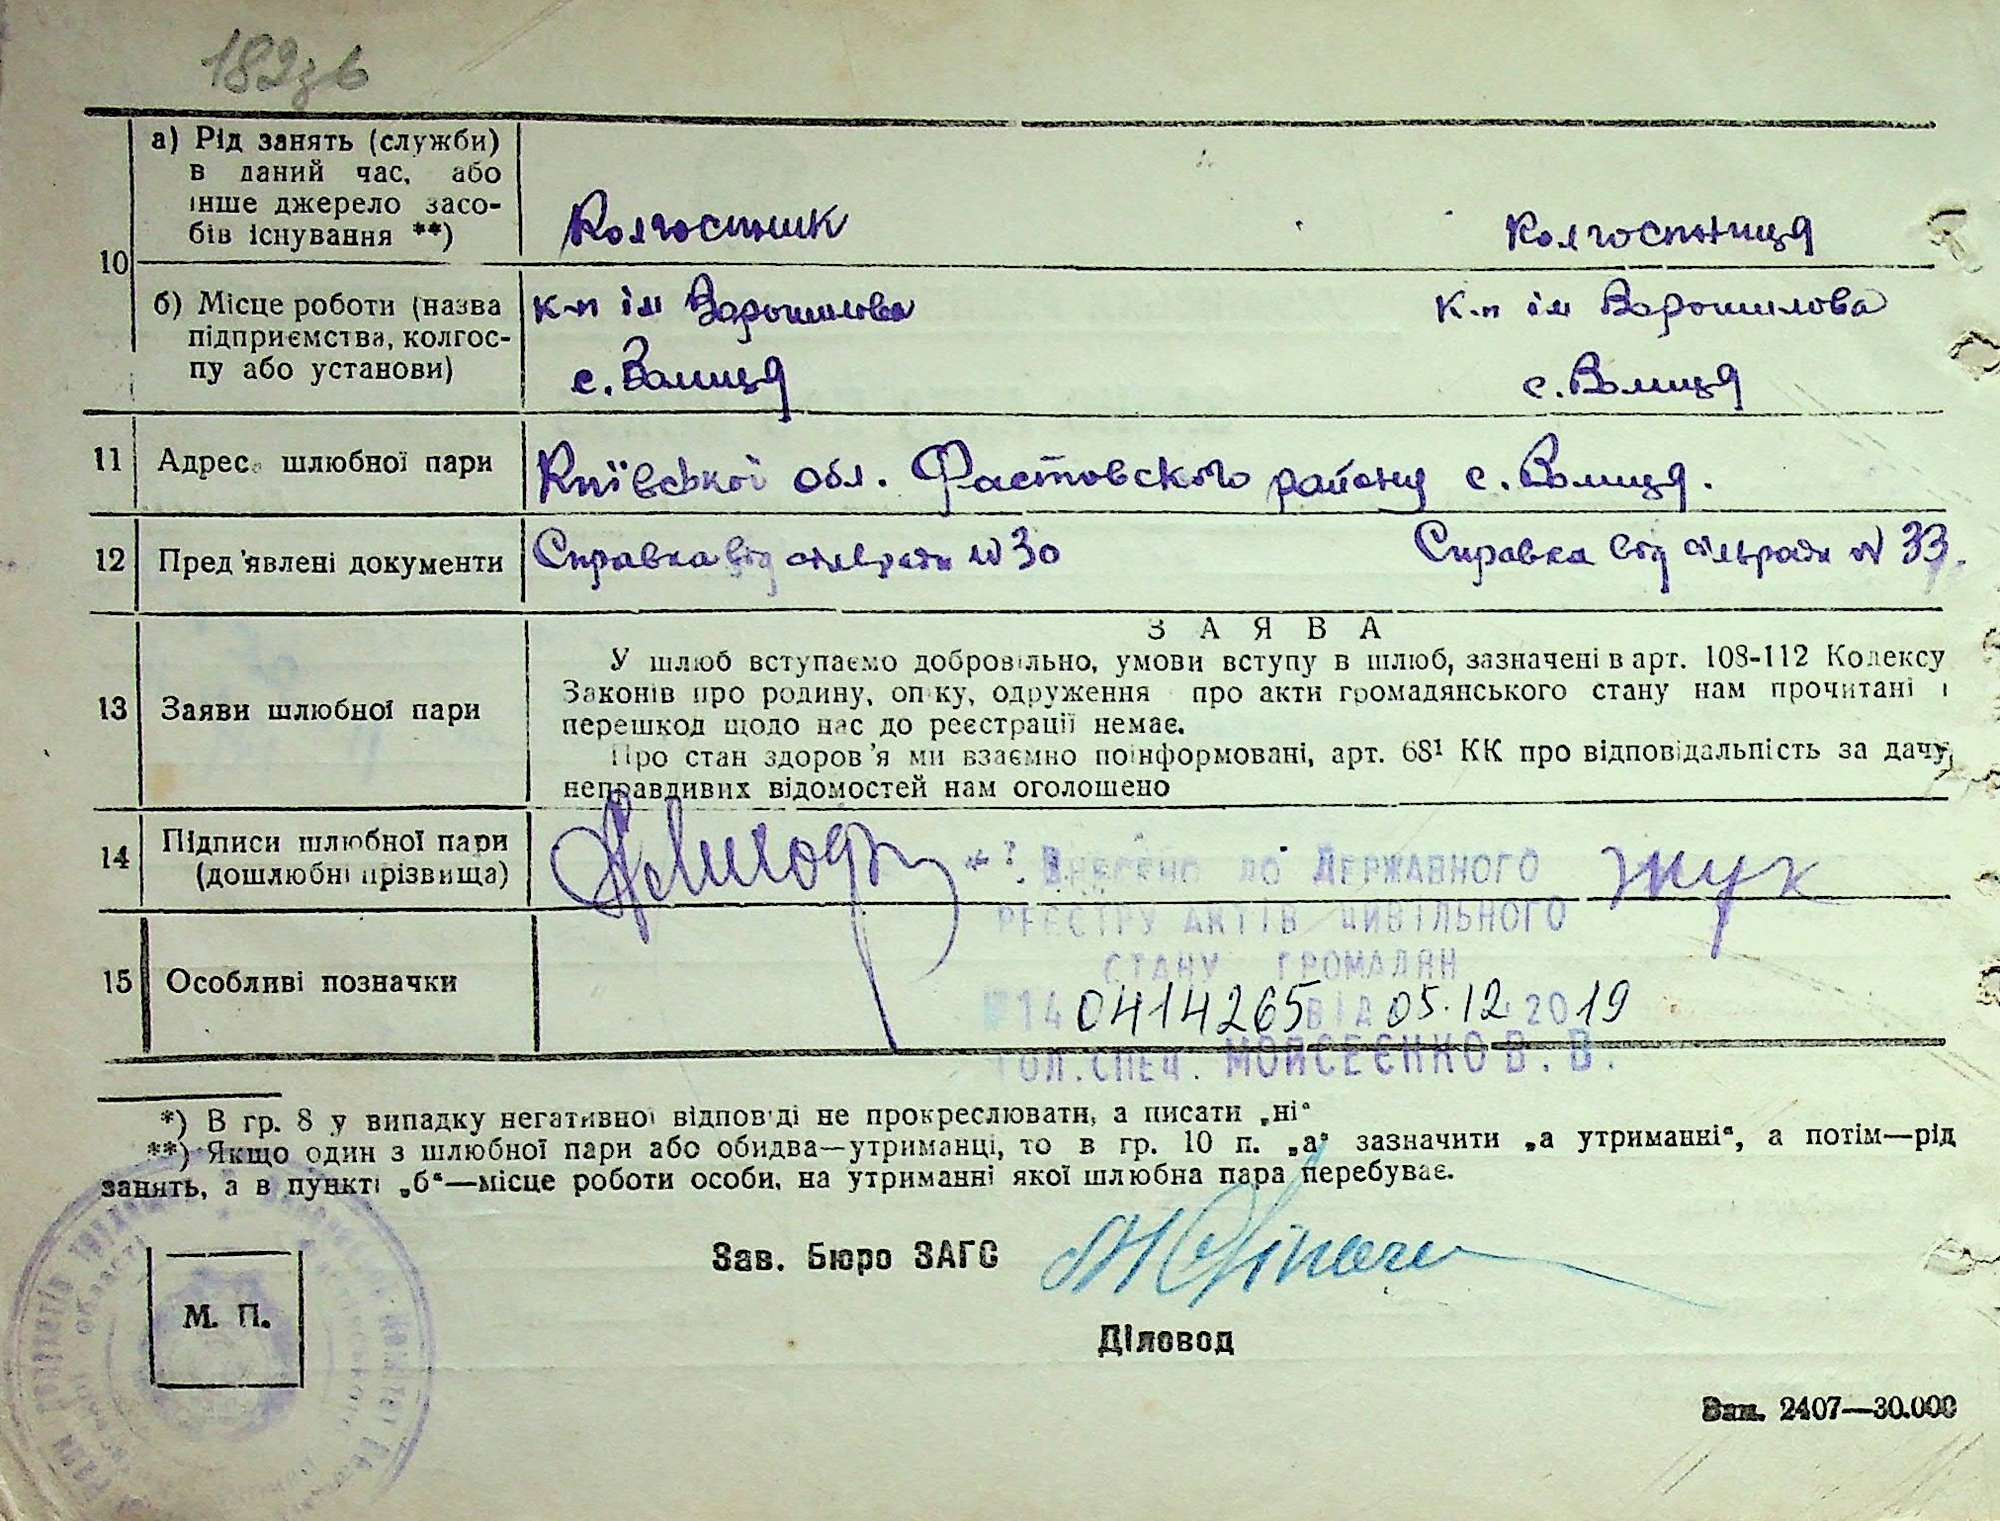 182зв
10
а) Рід занять (служби)
в даний час, або
інше джерело засо-
бів існування **)
Колгоспник
Колгоспниця
б) Місце роботи (назва
підприємства, колгос-
пу або установи)
к-п ім Ворошилова
с. Волиця
к-п ім Ворошилова
с. Волиця
11
Адреса шлюбної пари
Київської обл. Фастовского району с. Волиця.
12
Пред'явлені документи
Справка від сільради № 30
Справка від сільради № 33.
13
Заяви шлюбної пари
ЗАЯВА
У шлюб вступаємо добровільно, умови вступу в шлюб, зазначені в арт. 108-112 Кодексу
Законів про родину, опіку, одруження про акти громадянського стану нам прочитані і
перешкод щодо нас до реєстрації немає.
Про стан здоров'я ми взаємно поінформовані, арт. 68¹ КК про відповідальність за дачу
неправдивих відомостей нам оголошено
14
Підписи шлюбної пари
(дошлюбні прізвища)
Жук
15
Особливі позначки
Внесено до Державного
реєстру актів цивільного
стану громадян
№14 0414265 від 05.12.2019
Гол.спец. Мойсеєнко В.В.
*) В гр. 8 у випадку негативної відповіді не прокреслювати, а писати „ні“
**) Якщо один з шлюбної пари або обидва—утриманці, то в гр. 10 п. „а“ зазначити „а утриманні“, а потім—рід
занять, а в пункті „б“—місце роботи особи, на утриманні якої шлюбна пара перебуває.
Зав. Бюро ЗАГС
М. П.
Діловод
Зам. 2407—30.000